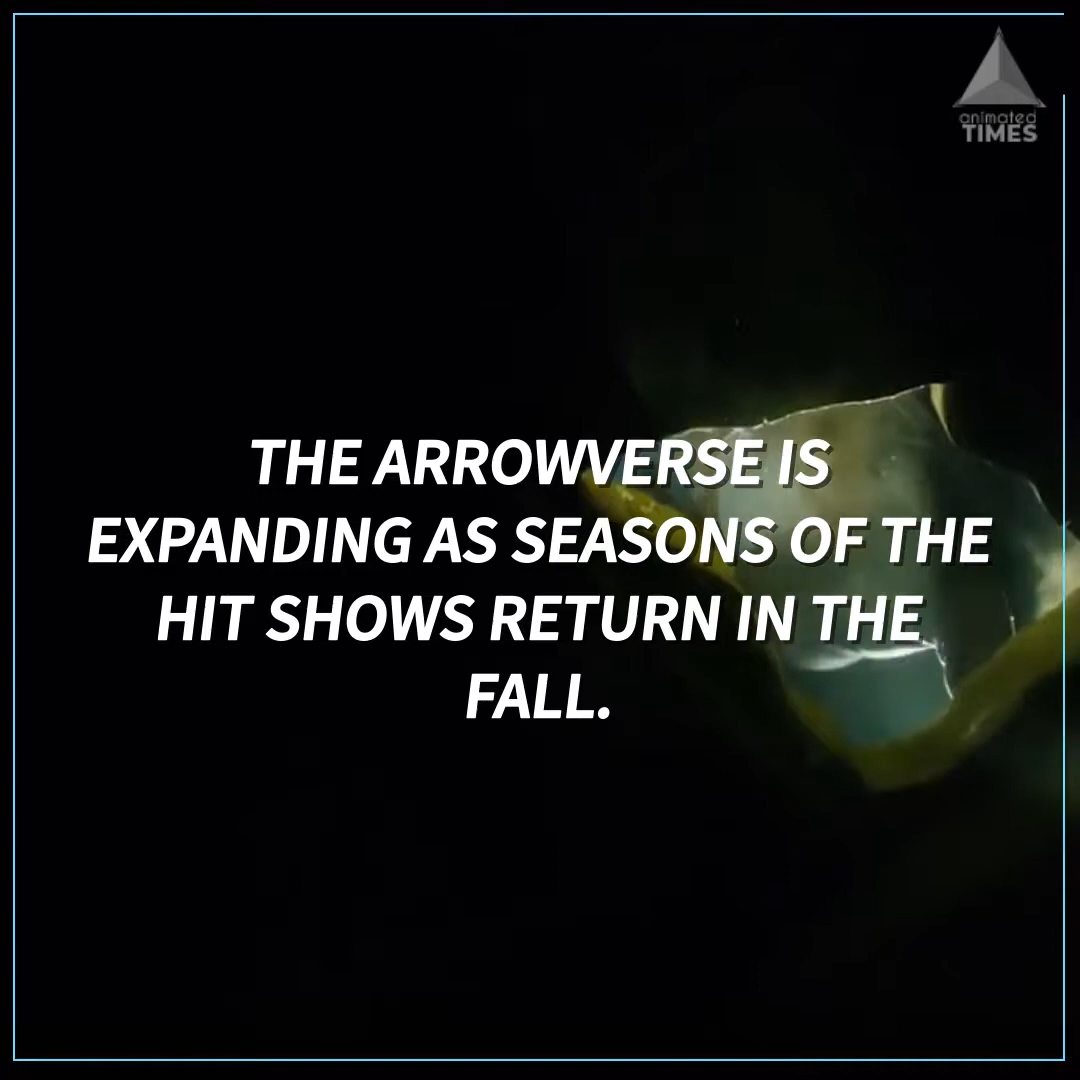 animated
TIMES
THE ARROWVERSE IS
EXPANDING AS SEASONS OF THE
HIT SHOWS RETURN IN THE
FALL.